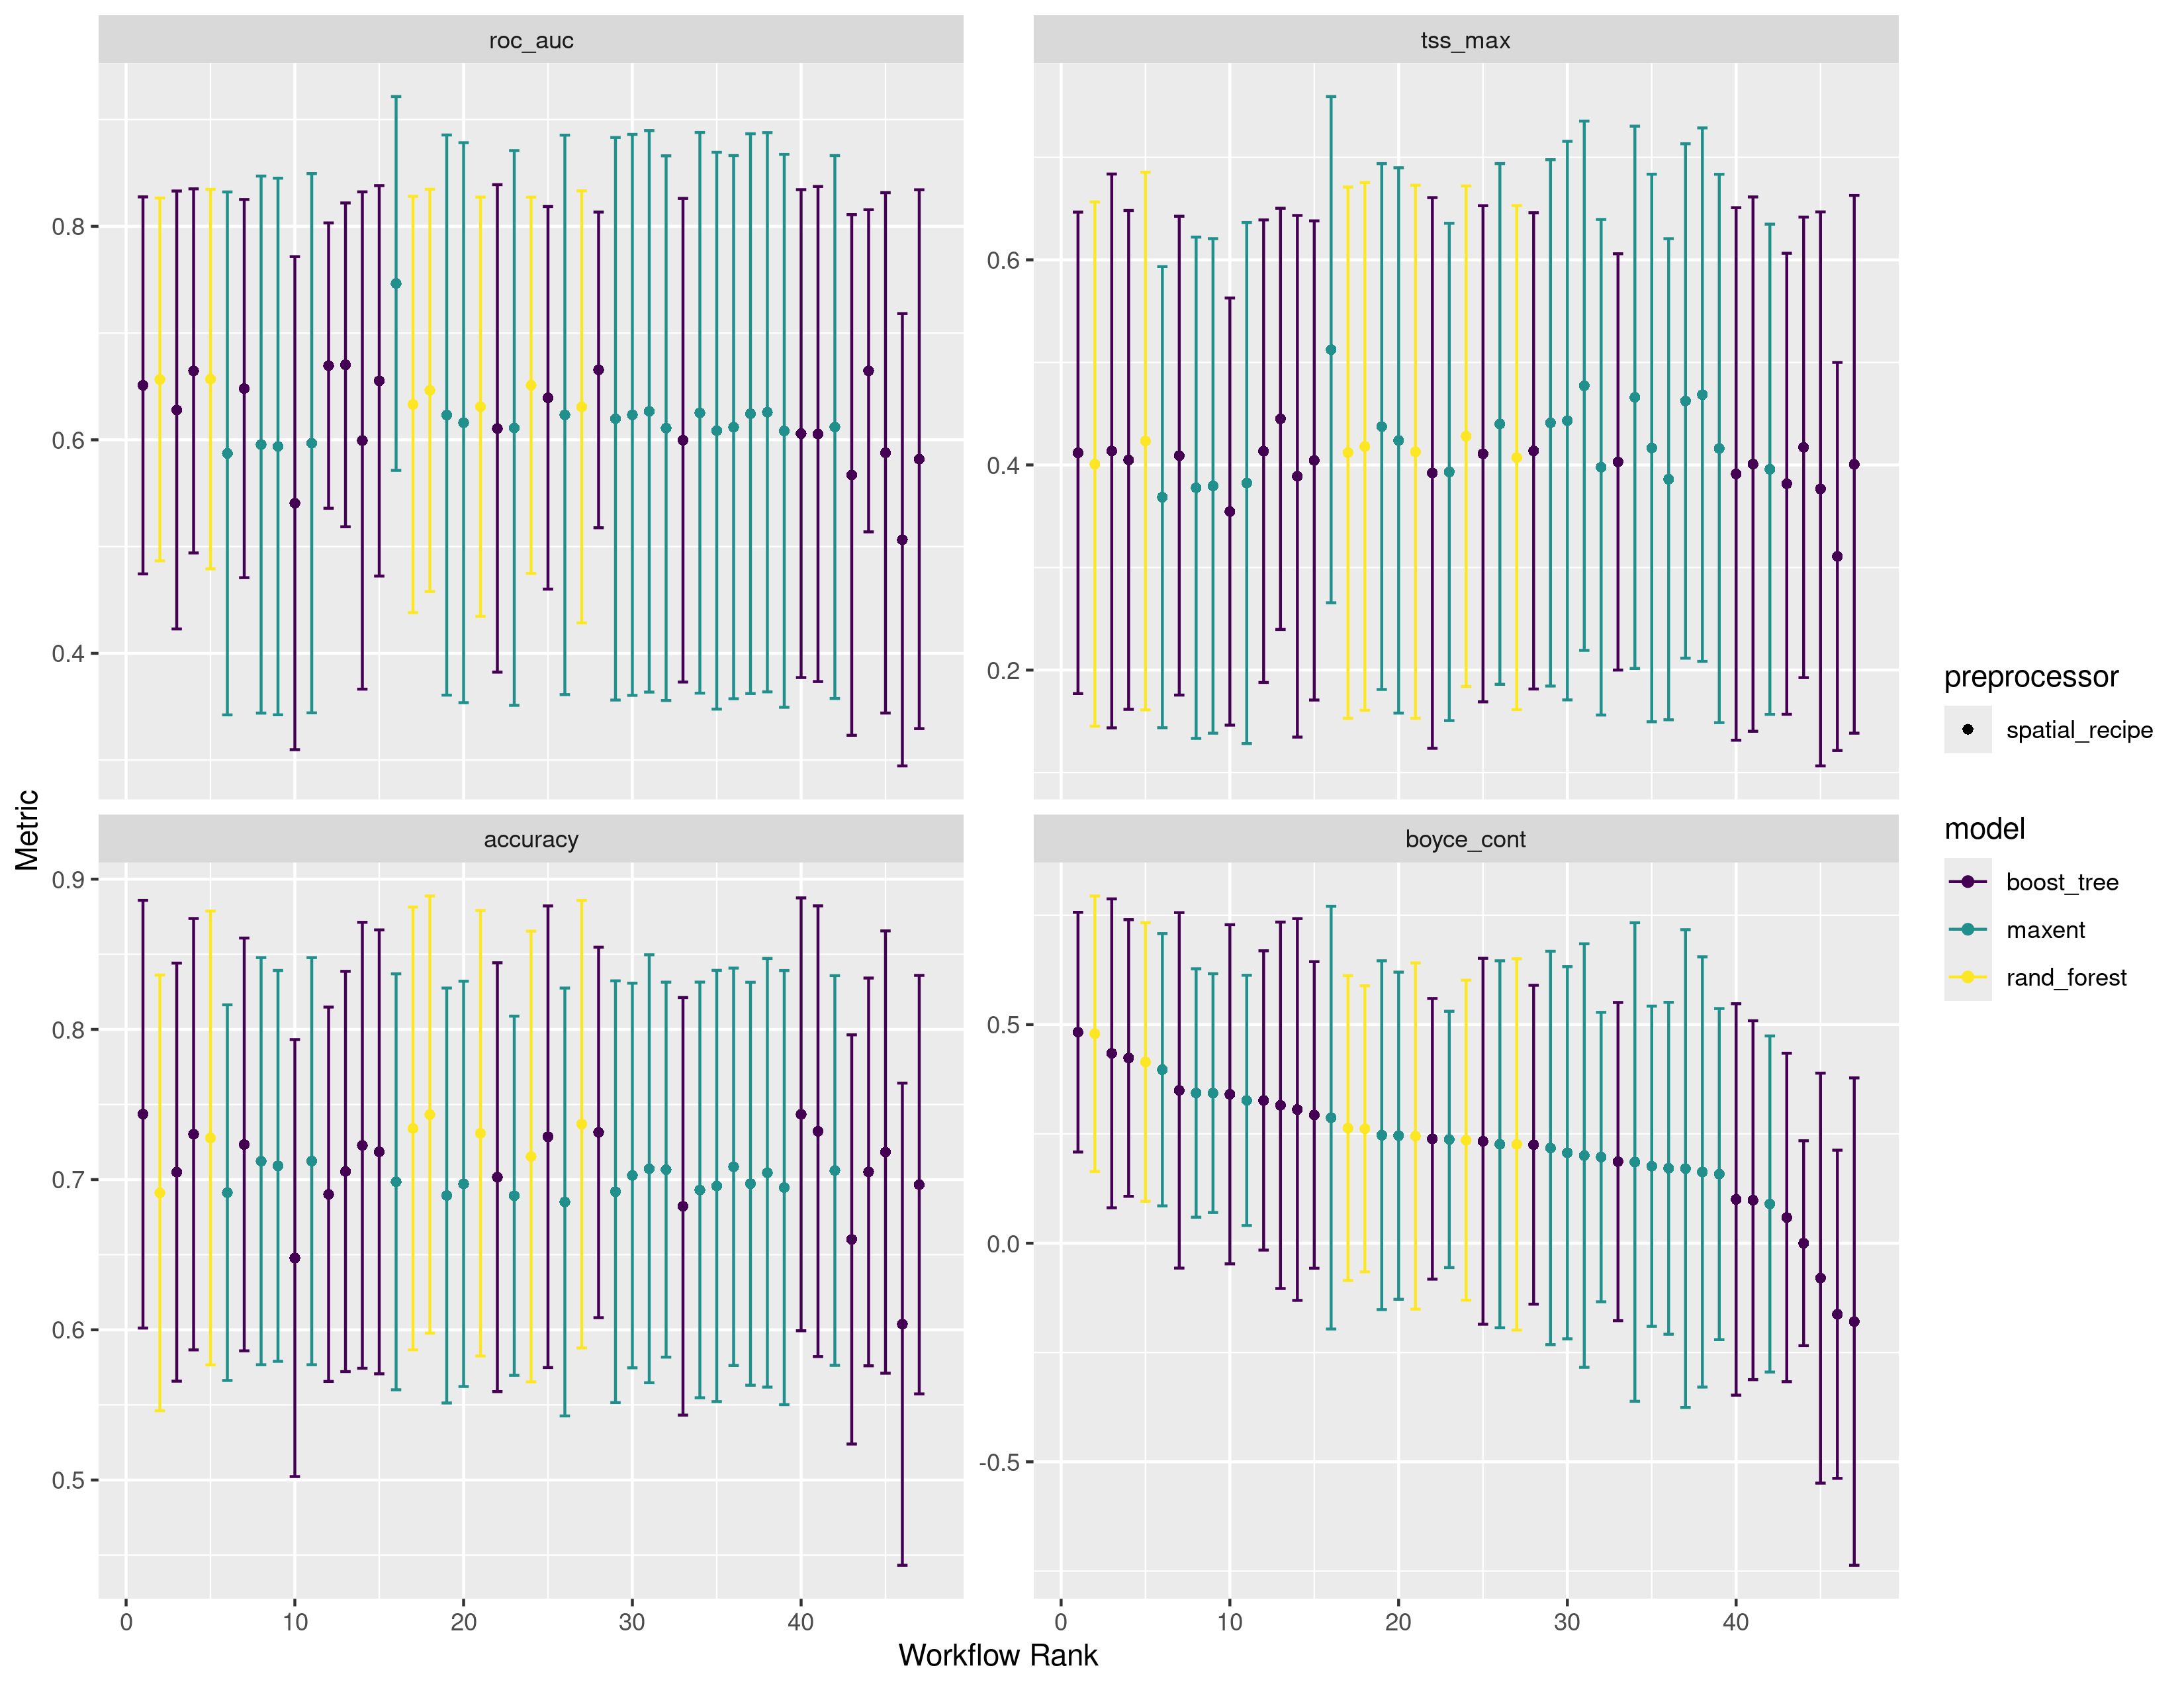 roc_auc
tss_max
0.8
0.6
0.4
0.6
0.4
0.2
accuracy
boyce_cont
0.9
0.8
0.7
0.6
0.5
0.5
0.0
-0.5
0 10 20 30 40
0 10 20 30 40
Workflow Rank
Metric
preprocessor
spatial_recipe
model
boost_tree
maxent
rand_forest